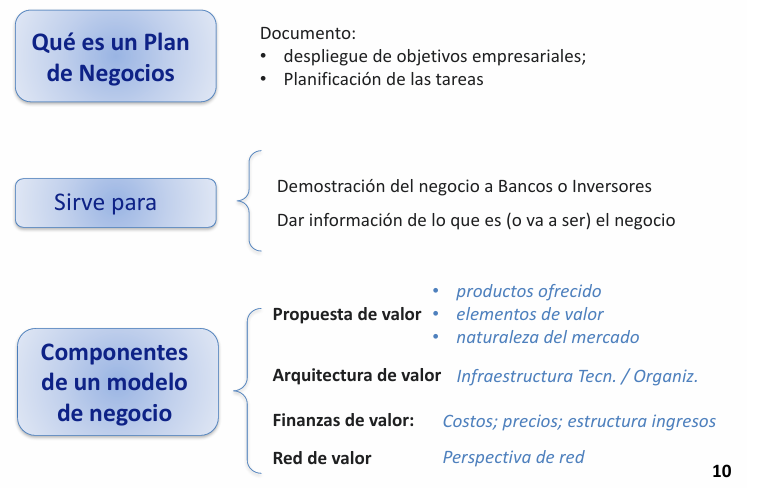 Qué es un Plan
de Negocios
Documento:
• despliegue de objetivos empresariales;
• Planificación de las tareas
Sirve para
Demostración del negocio a Bancos o Inversores
Dar información de lo que es (o va a ser) el negocio
Componentes
de un modelo
de negocio
Propuesta de valor
• productos ofrecido
• elementos de valor
• naturaleza del mercado
Arquitectura de valor Infraestructura Tecn. / Organiz.
Finanzas de valor: Costos; precios; estructura ingresos
Red de valor Perspectiva de red
10